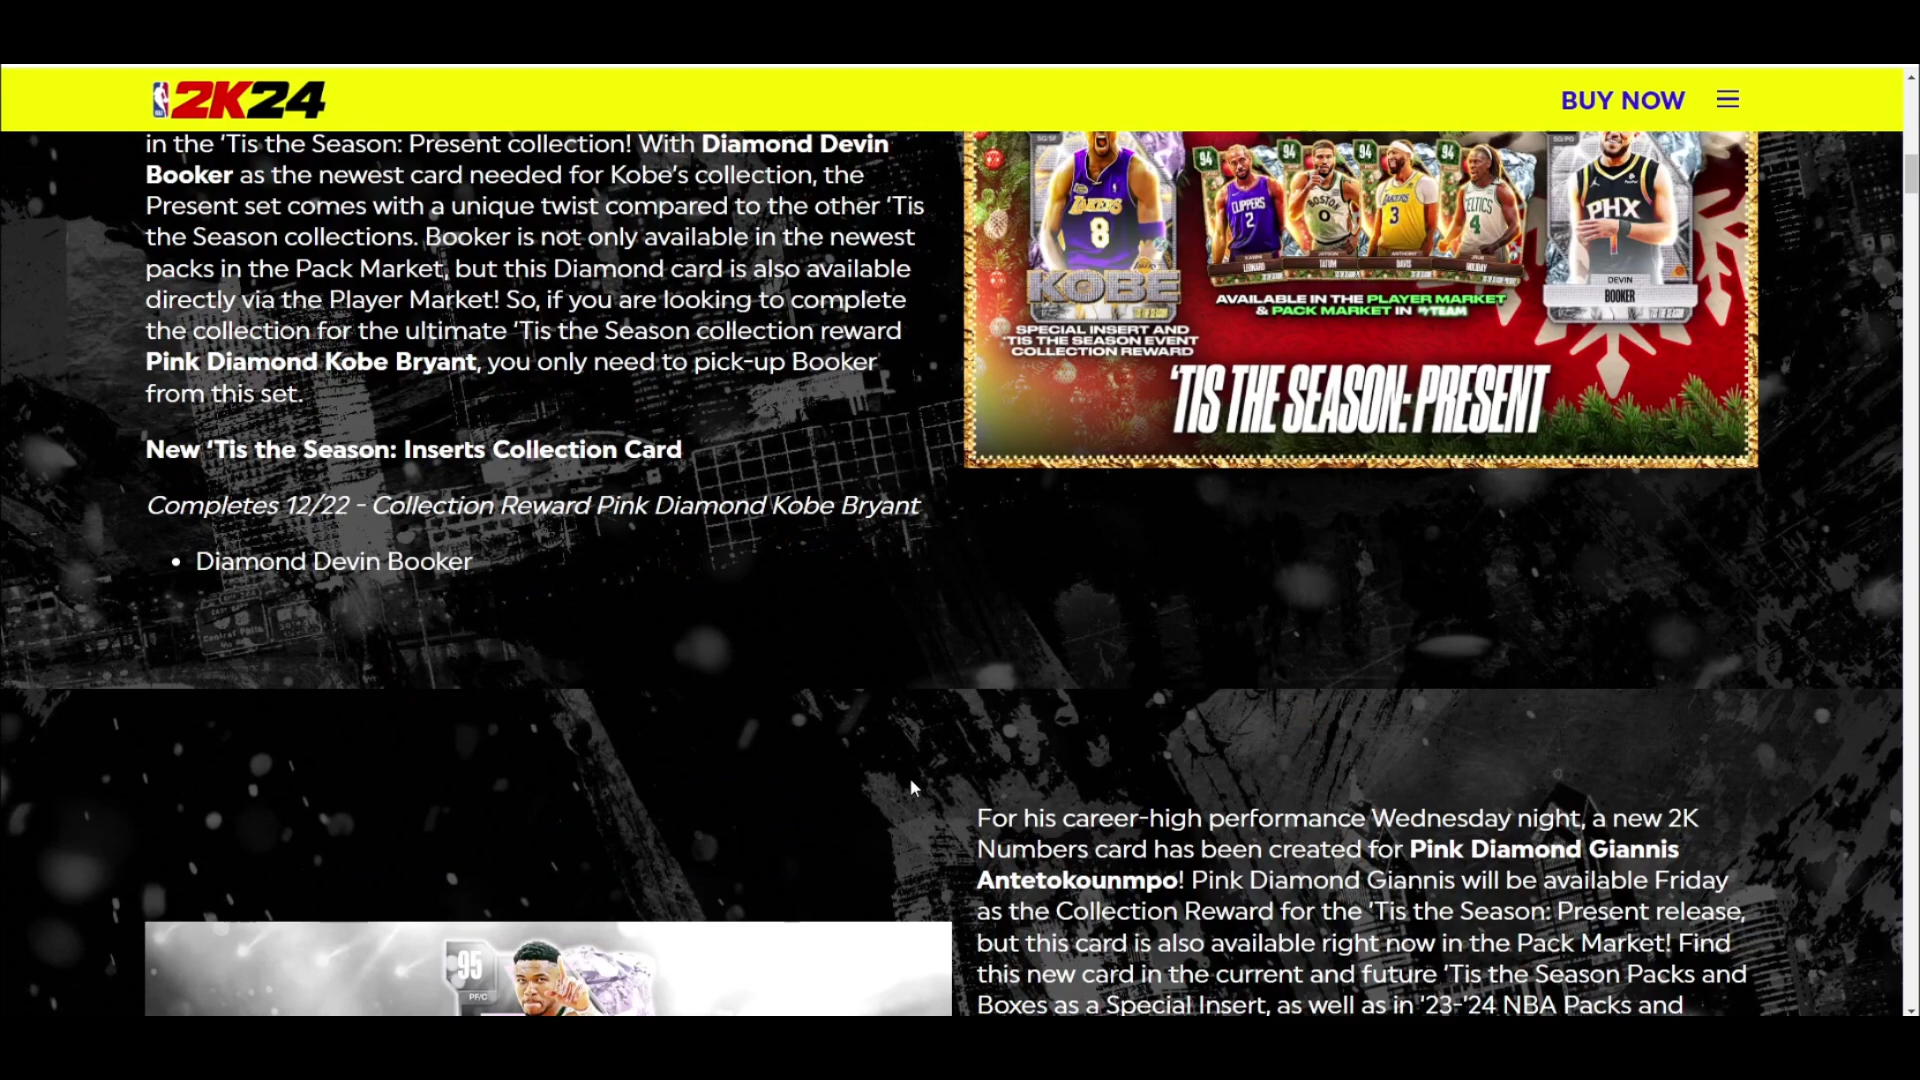 2K24
BUY NOW
in the ‘Tis the Season: Present collection! With Diamond Devin
Booker as the newest card needed for Kobe’s collection, the
Present set comes with a unique twist compared to the other ‘Tis
the Season collections. Booker is not only available in the newest
packs in the Pack Market, but this Diamond card is also available
directly via the Player Market! So, if you are looking to complete
the collection for the ultimate ‘Tis the Season collection reward
Pink Diamond Kobe Bryant, you only need to pick-up Booker
from this set.
New ‘Tis the Season: Inserts Collection Card
Completes 12/22 - Collection Reward Pink Diamond Kobe Bryant
• Diamond Devin Booker
94 94 94 94
LAKERS
8
KOBE
SPECIAL INSERT AND
'TIS THE SEASON EVENT
COLLECTION REWARD
CLIPPERS
2
LEONARD
BOSTON
0
TATUM
LAKERS
3
DAVIS
CELTICS
4
HOLIDAY
AVAILABLE IN THE PLAYER MARKET
& PACK MARKET IN TEAM
PHX
1
DEVIN
BOOKER
'TIS THE SEASON: PRESENT
95
PF/C
For his career-high performance Wednesday night, a new 2K
Numbers card has been created for Pink Diamond Giannis
Antetokounmpo! Pink Diamond Giannis will be available Friday
as the Collection Reward for the ‘Tis the Season: Present release,
but this card is also available right now in the Pack Market! Find
this new card in the current and future ‘Tis the Season Packs and
Boxes as a Special Insert, as well as in ‘23-’24 NBA Packs and